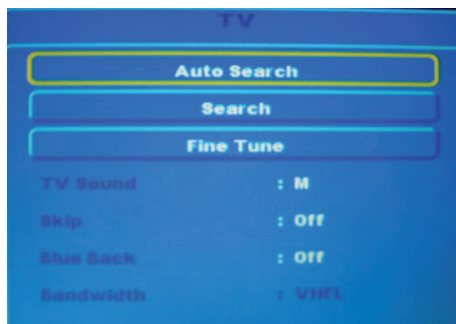 TV
Auto Search
Search
Fine Tune
TV Sound : M
Skip : Off
Blue Back : Off
Bandwidth : VHFL